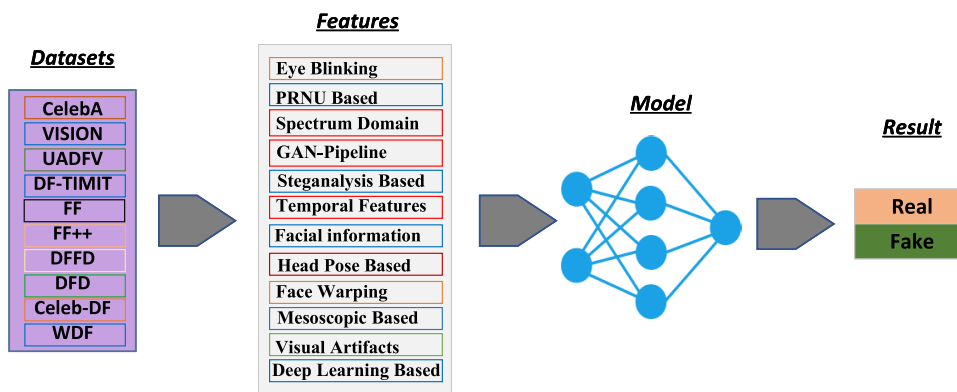 Datasets
CelebA
VISION
UADFV
DF-TIMIT
FF
FF++
DFFD
DFD
Celeb-DF
WDF
Features
Eye Blinking
PRNU Based
Spectrum Domain
GAN-Pipeline
Steganalysis Based
Temporal Features
Facial information
Head Pose Based
Face Warping
Mesoscopic Based
Visual Artifacts
Deep Learning Based
Model
Result
Real
Fake